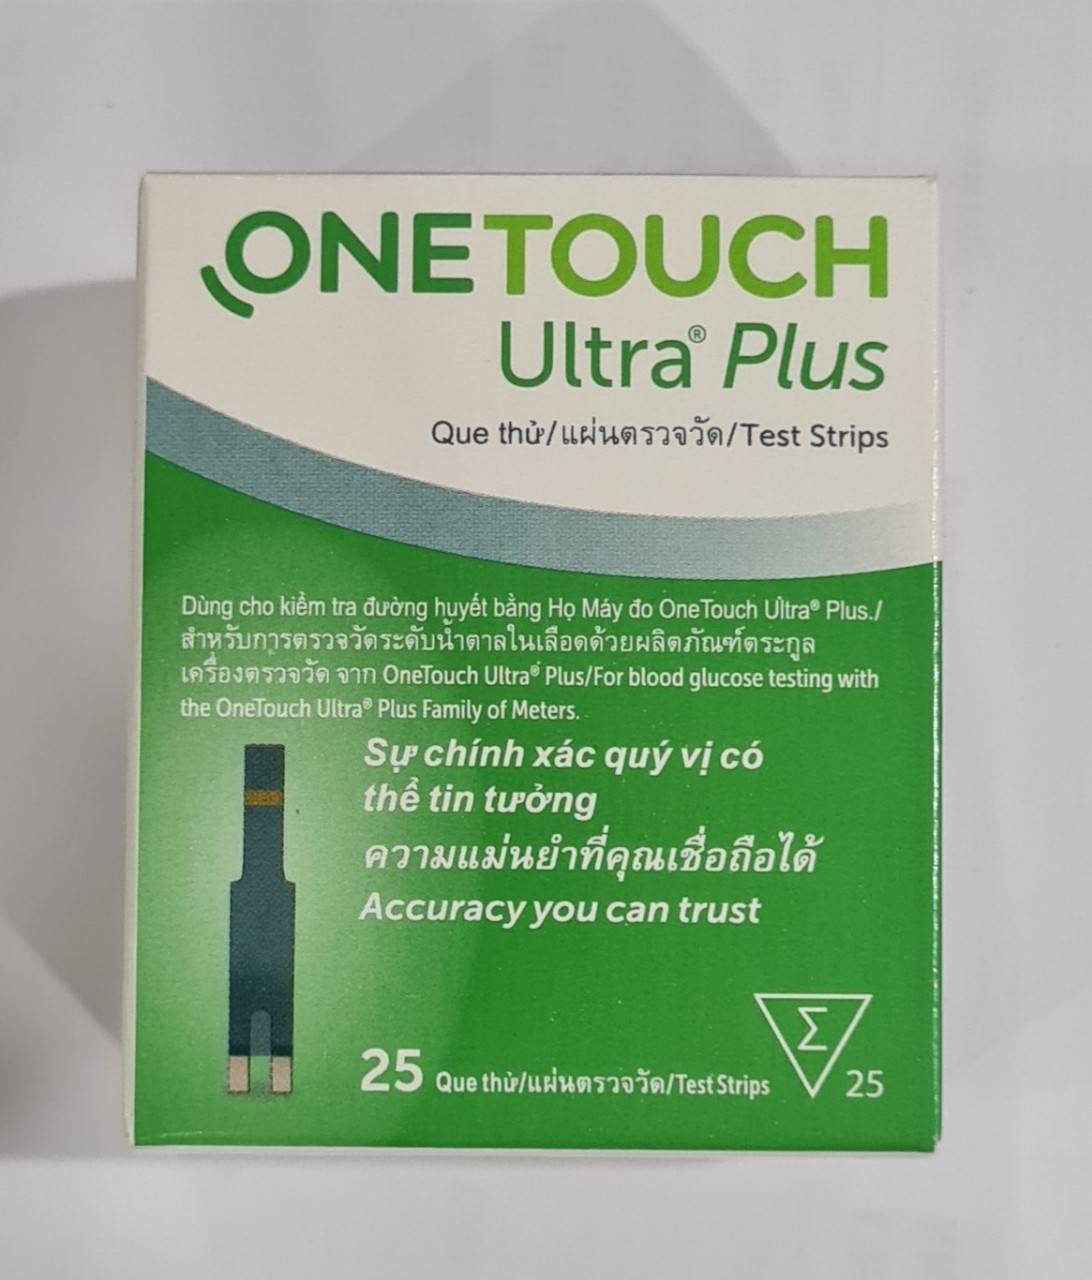 ONETOUCH
Ultra® Plus
Que thử/แผ่นตรวจวัด/Test Strips
Dùng cho kiểm tra đường huyết bằng Họ Máy đo OneTouch Ultra® Plus./
สำหรับการตรวจวัดระดับน้ำตาลในเลือดด้วยผลิตภัณฑ์ตระกูล
เครื่องตรวจวัด จาก OneTouch Ultra® Plus/For blood glucose testing with
the OneTouch Ultra® Plus Family of Meters.
Sự chính xác quý vị có
thể tin tưởng
ความแม่นยำที่คุณเชื่อถือได้
Accuracy you can trust
25 Que thử/แผ่นตรวจวัด/Test Strips
Σ 25